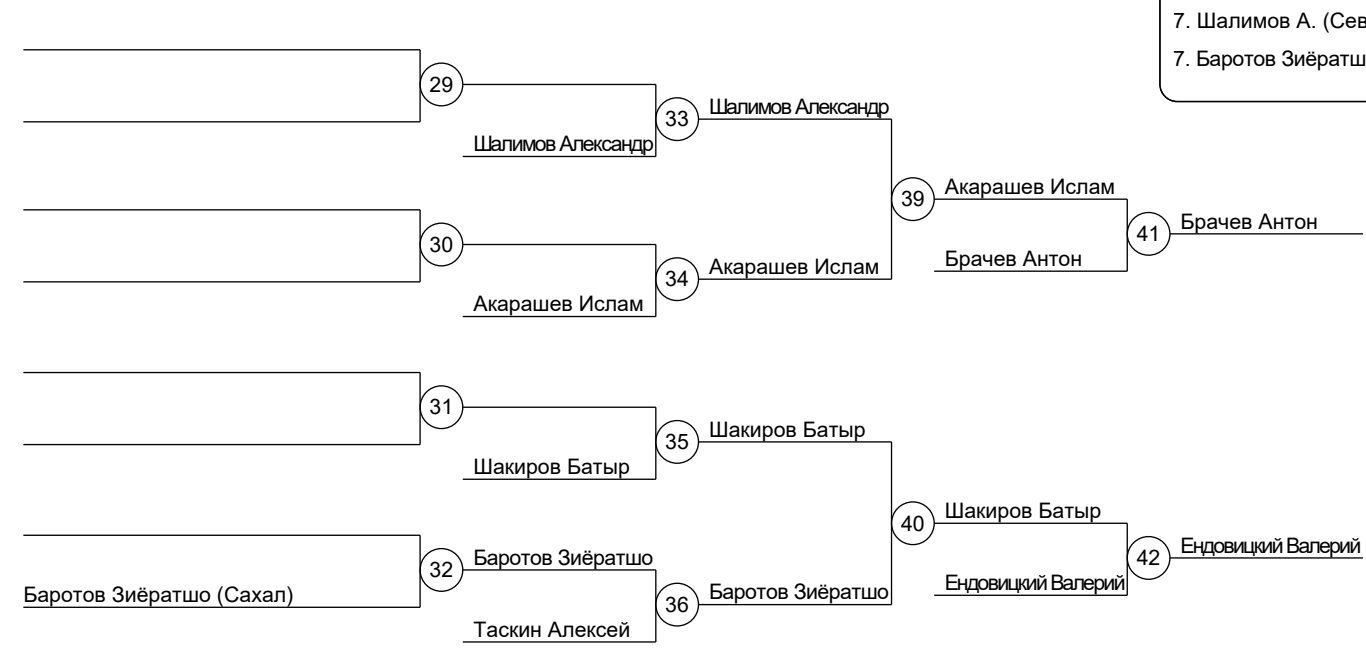 7. Шалимов А. (Сев
7. Баротов Зиёратш
29
Шалимов Александр
33
Шалимов Александр
39
Акарашев Ислам
41
Брачев Антон
Брачев Антон
30
Акарашев Ислам
34
Акарашев Ислам
31
Шакиров Батыр
35
Шакиров Батыр
40
Шакиров Батыр
42
Ендовицкий Валерий
Ендовицкий Валерий
32
Баротов Зиёратшо
Баротов Зиёратшо (Сахал)
36
Баротов Зиёратшо
Таскин Алексей